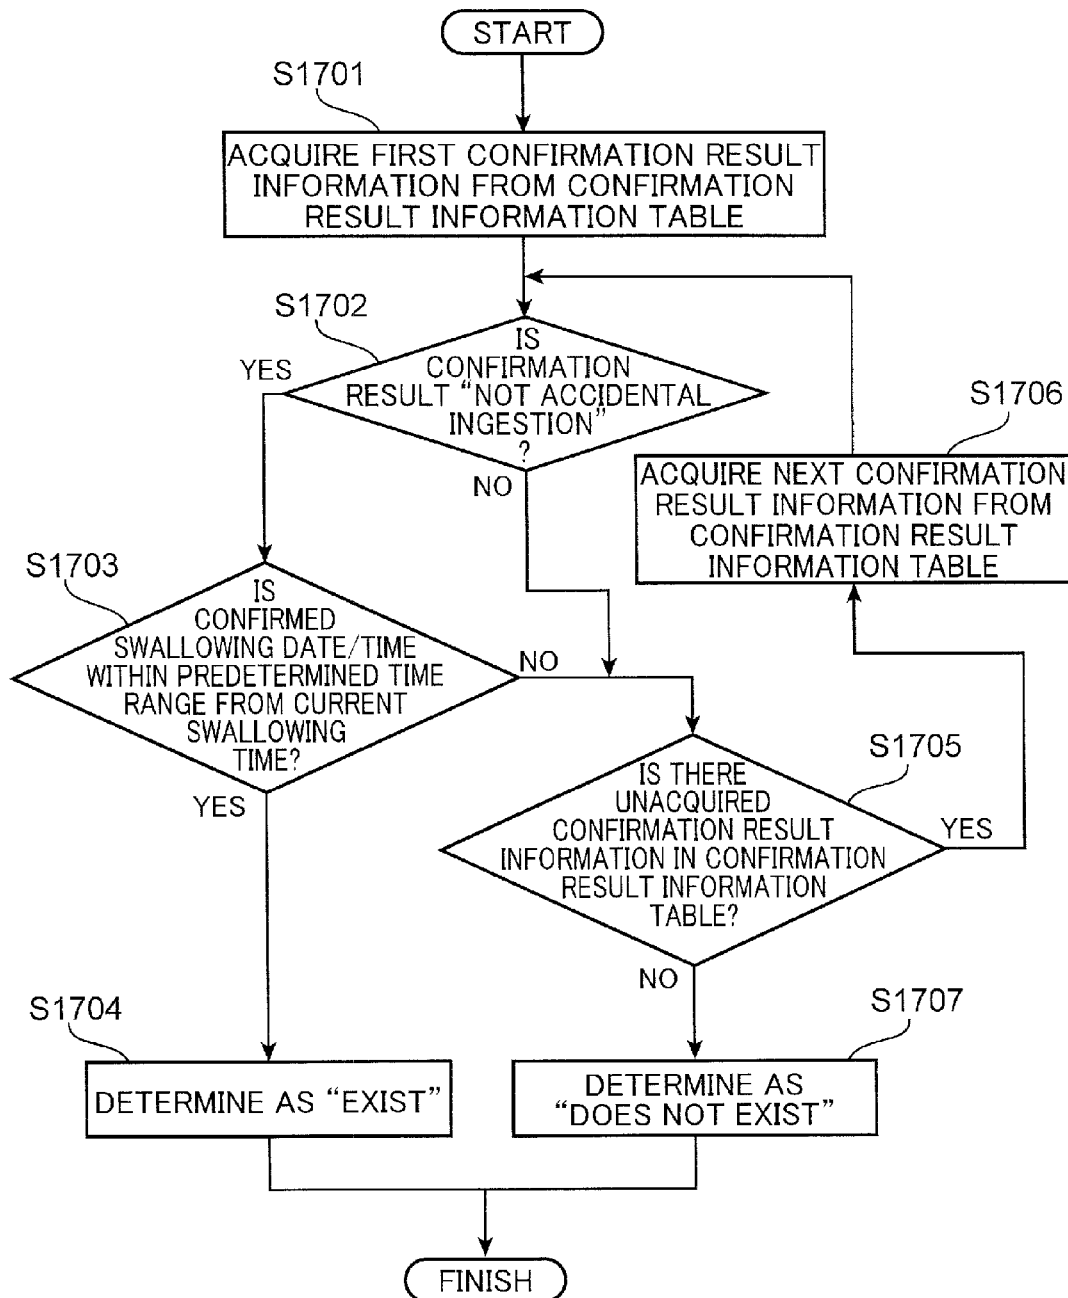 START
S1701
ACQUIRE FIRST CONFIRMATION RESULT
INFORMATION FROM CONFIRMATION
RESULT INFORMATION TABLE
S1702
IS
CONFIRMATION
RESULT “NOT ACCIDENTAL
INGESTION”
?
YES
NO
S1706
ACQUIRE NEXT CONFIRMATION
RESULT INFORMATION FROM
CONFIRMATION RESULT
INFORMATION TABLE
S1703
IS
CONFIRMED
SWALLOWING DATE/TIME
WITHIN PREDETERMINED TIME
RANGE FROM CURRENT
SWALLOWING
TIME?
NO
YES
S1705
IS THERE
UNACQUIRED
CONFIRMATION RESULT
INFORMATION IN CONFIRMATION
RESULT INFORMATION
TABLE?
YES
NO
S1704
DETERMINE AS “EXIST”
S1707
DETERMINE AS
“DOES NOT EXIST”
FINISH